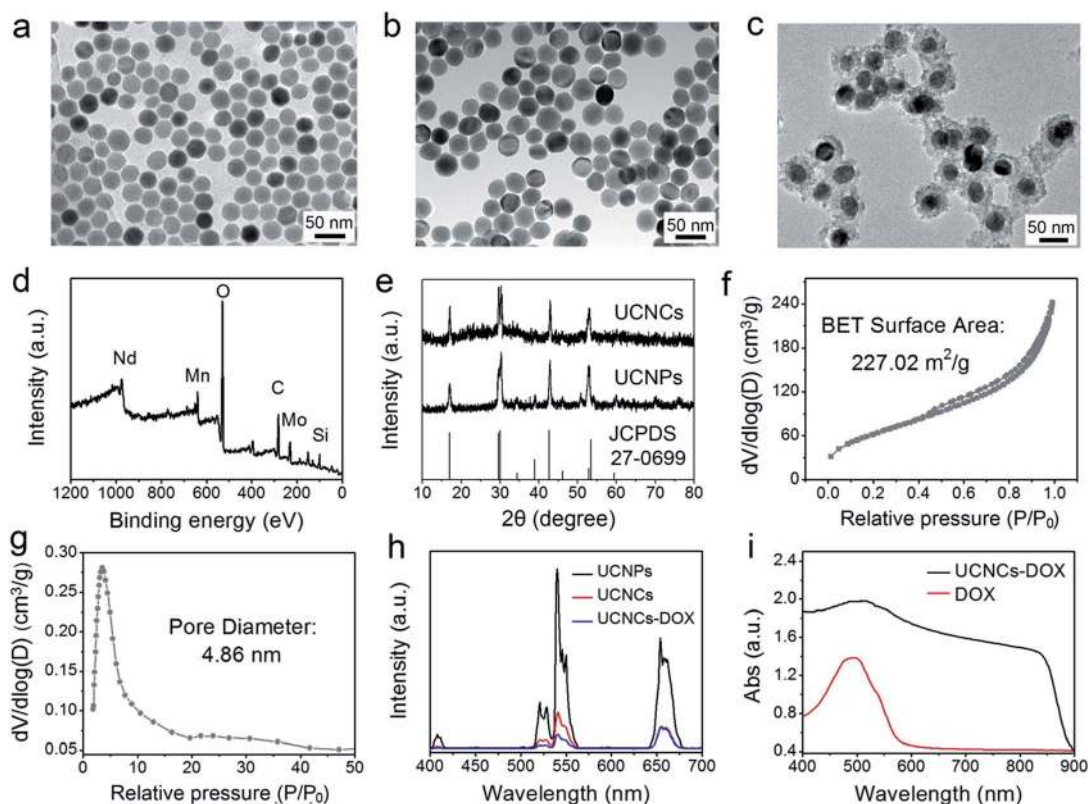 a
b
c
50 nm
50 nm
50 nm
d
Intensity (a.u.)
O
Nd
Mn
C
Mo
Si
1200 1000 800 600 400 200 0
Binding energy (eV)
e
Intensity (a.u.)
UCNCs
UCNPs
JCPDS
27-0699
10 20 30 40 50 60 70 80
2θ (degree)
f
dV/dlog(D) (cm³/g)
240
180
120
60
0
BET Surface Area:
227.02 m²/g
0.0 0.2 0.4 0.6 0.8 1.0
Relative pressure (P/P₀)
g
dV/dlog(D) (cm³/g)
0.30
0.25
0.20
0.15
0.10
0.05
Pore Diameter:
4.86 nm
0 10 20 30 40 50
Relative pressure (P/P₀)
h
Intensity (a.u.)
UCNPs
UCNCs
UCNCs-DOX
400 450 500 550 600 650 700
Wavelength (nm)
i
Abs (a.u.)
2.4
2.0
1.6
1.2
0.8
0.4
UCNCs-DOX
DOX
400 500 600 700 800 900
Wavelength (nm)